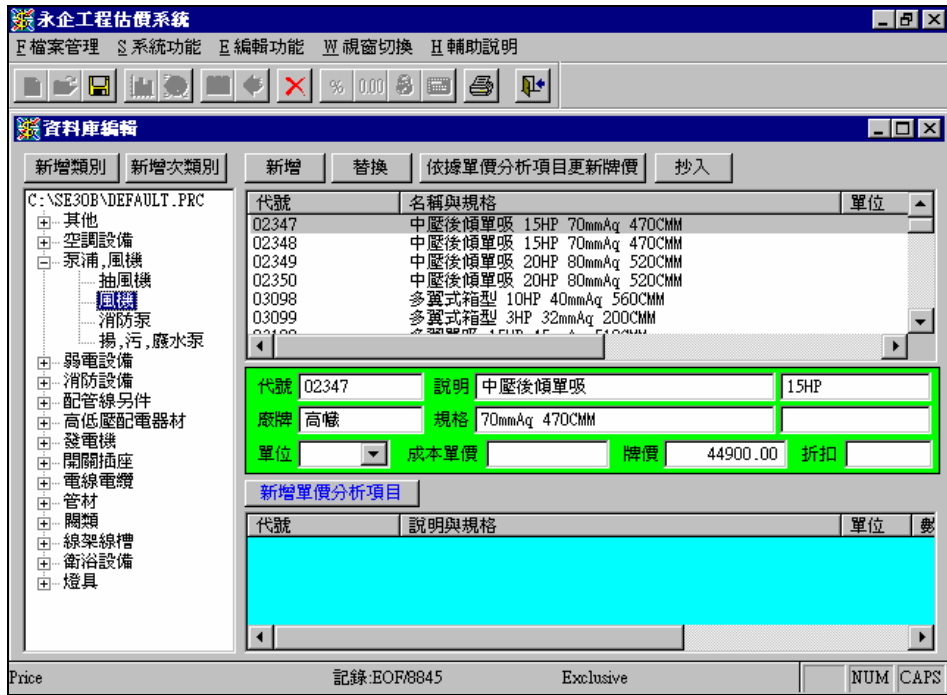 永企工程估價系統
F檔案管理 S系統功能 E編輯功能 W視窗切換 H輔助說明
% 0.00
資料庫編輯
新增類別 新增次類別 新增 替換 依據單價分析項目更新牌價 抄入
C:\SE30B\DEFAULT.PRC
其他
空調設備
泵浦,風機
抽風機
風機
消防泵
揚,污,廢水泵
弱電設備
消防設備
配管線另件
高低壓配電器材
發電機
開關插座
電線電纜
管材
閥類
線架線槽
衛浴設備
燈具
代號 名稱與規格 單位
02347 中壓後傾單吸 15HP 70mmAq 470CMM
02348 中壓後傾單吸 15HP 70mmAq 470CMM
02349 中壓後傾單吸 20HP 80mmAq 520CMM
02350 中壓後傾單吸 20HP 80mmAq 520CMM
03098 多翼式箱型 10HP 40mmAq 560CMM
03099 多翼式箱型 3HP 32mmAq 200CMM
代號 02347 說明 中壓後傾單吸 15HP
廠牌 高幟 規格 70mmAq 470CMM
單位 成本單價 牌價 44900.00 折扣
新增單價分析項目
代號 說明與規格 單位 數
Price 記錄:EOF/8845 Exclusive NUM CAPS